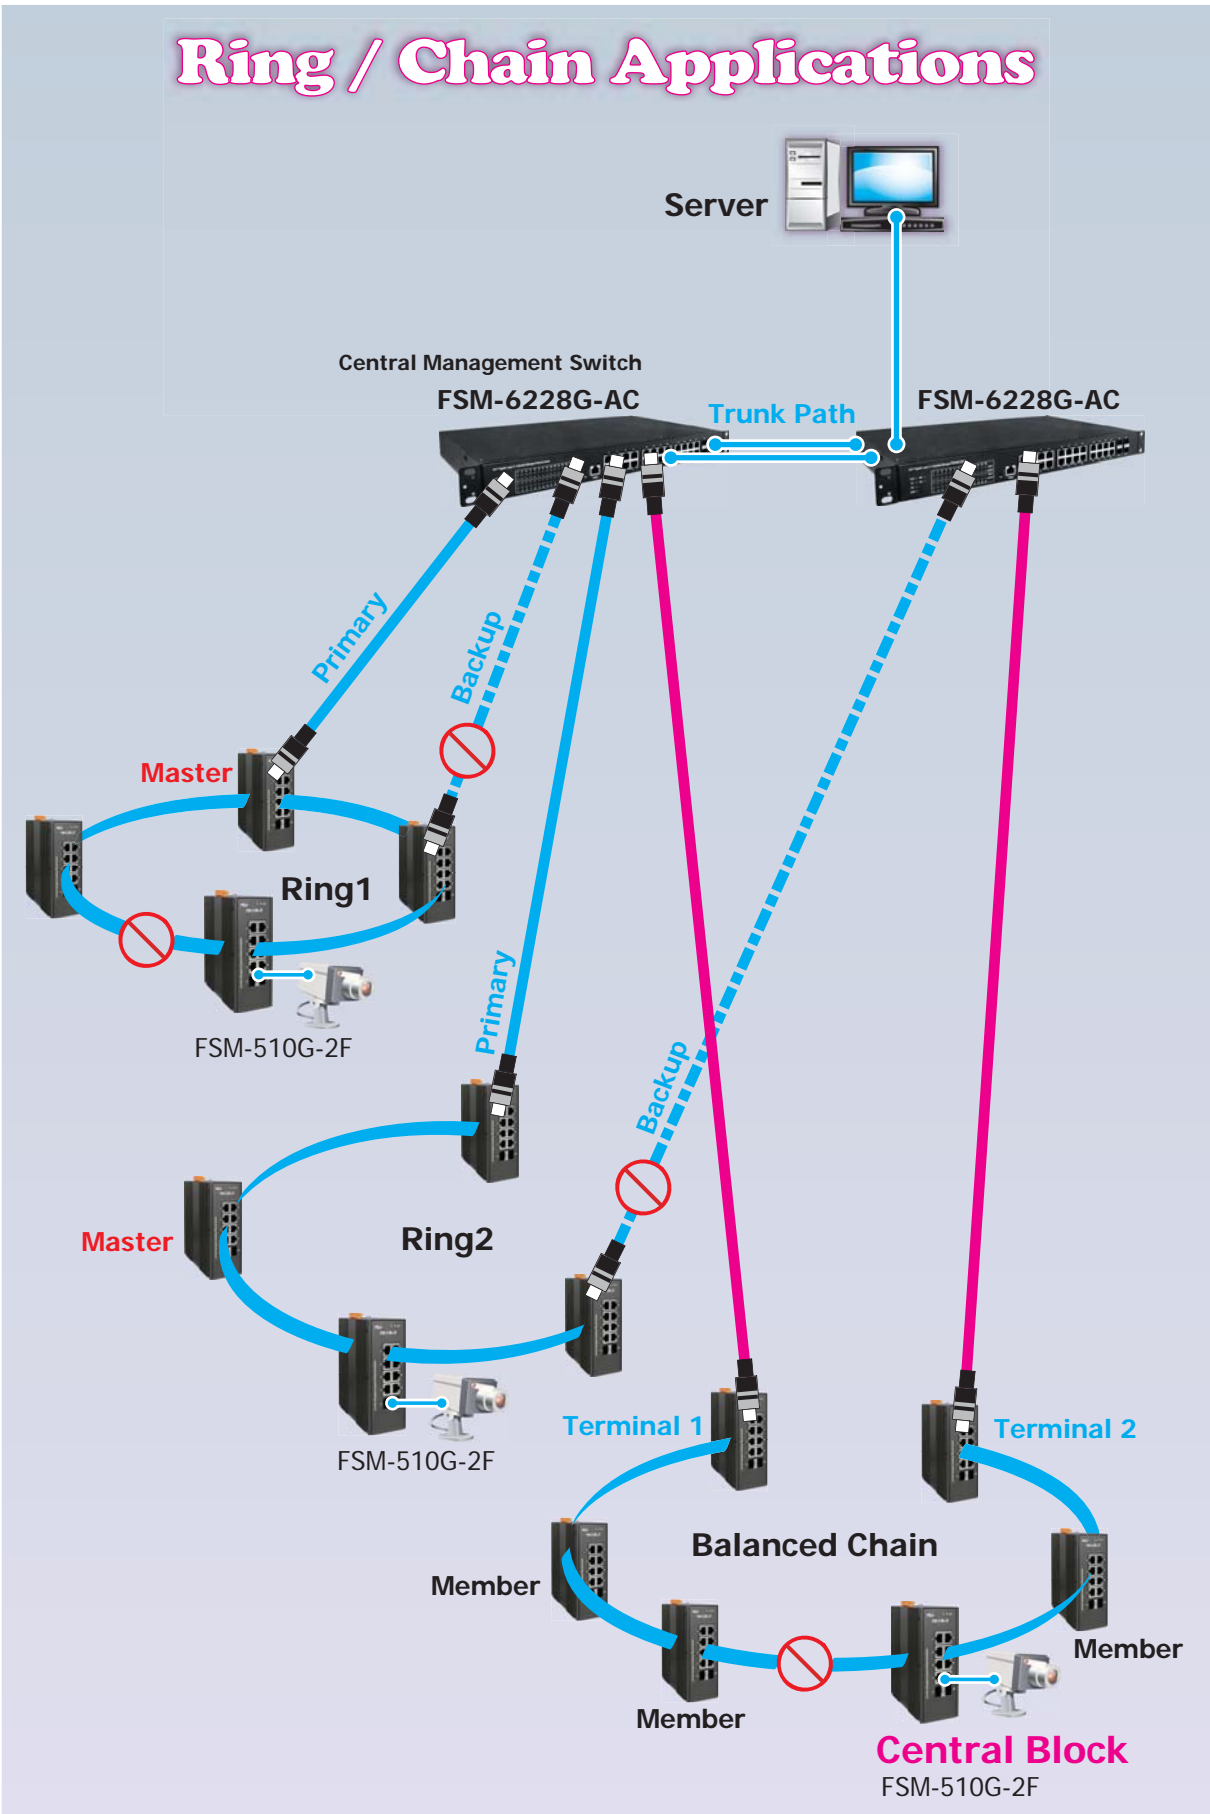 Ring / Chain Applications
Server
Central Management Switch
FSM-6228G-AC
FSM-6228G-AC
Trunk Path
Primary
Backup
Master
Ring1
FSM-510G-2F
Primary
Backup
Master
Ring2
FSM-510G-2F
Terminal 1
Terminal 2
Balanced Chain
Member
Member
Member
Central Block
FSM-510G-2F